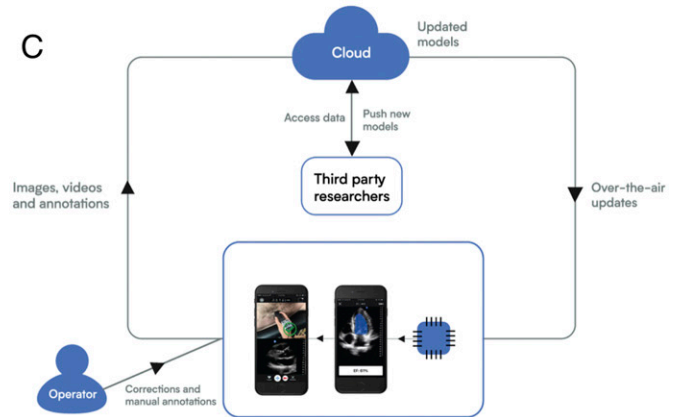 C
Cloud
Updated
models
Access data
Push new
models
Third party
researchers
Images, videos
and annotations
Over-the-air
updates
Operator
Corrections and
manual annotations